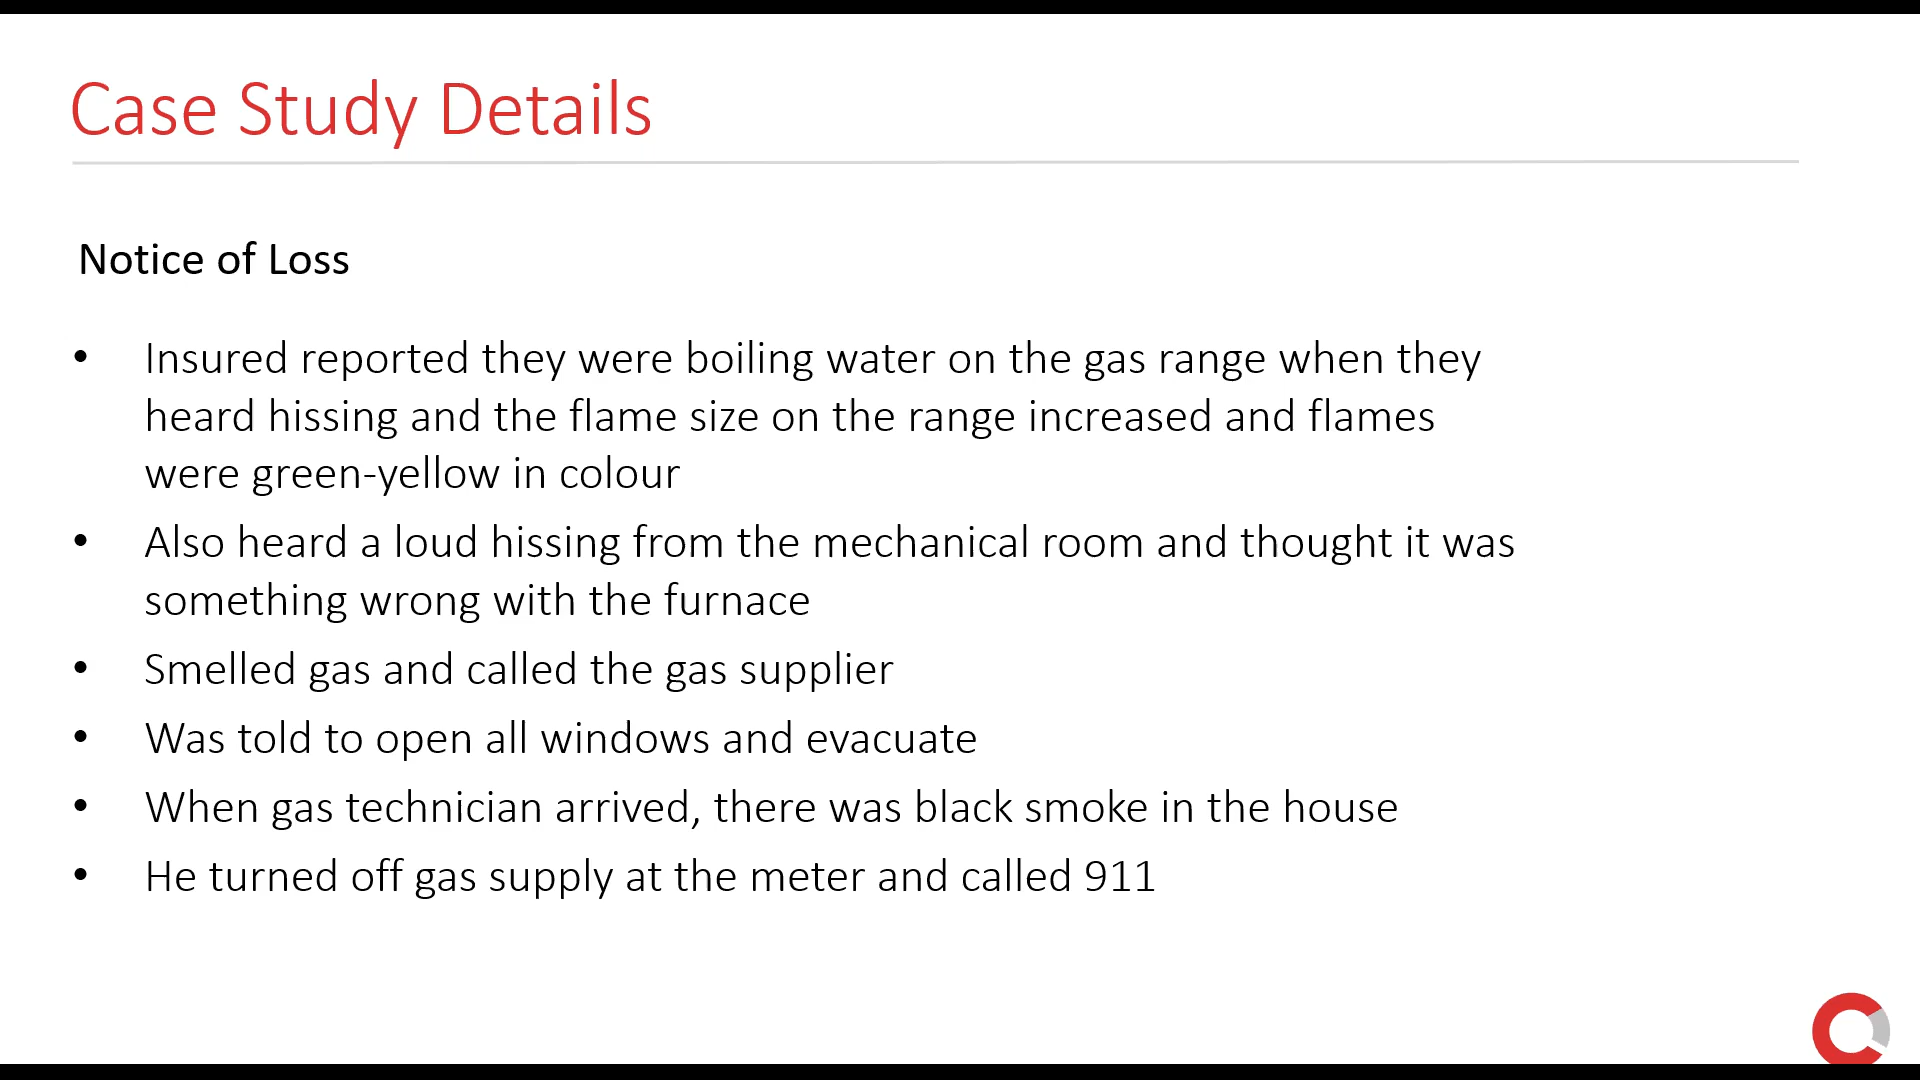 Case Study Details
Notice of Loss
• Insured reported they were boiling water on the gas range when they
heard hissing and the flame size on the range increased and flames
were green-yellow in colour
• Also heard a loud hissing from the mechanical room and thought it was
something wrong with the furnace
• Smelled gas and called the gas supplier
• Was told to open all windows and evacuate
• When gas technician arrived, there was black smoke in the house
• He turned off gas supply at the meter and called 911